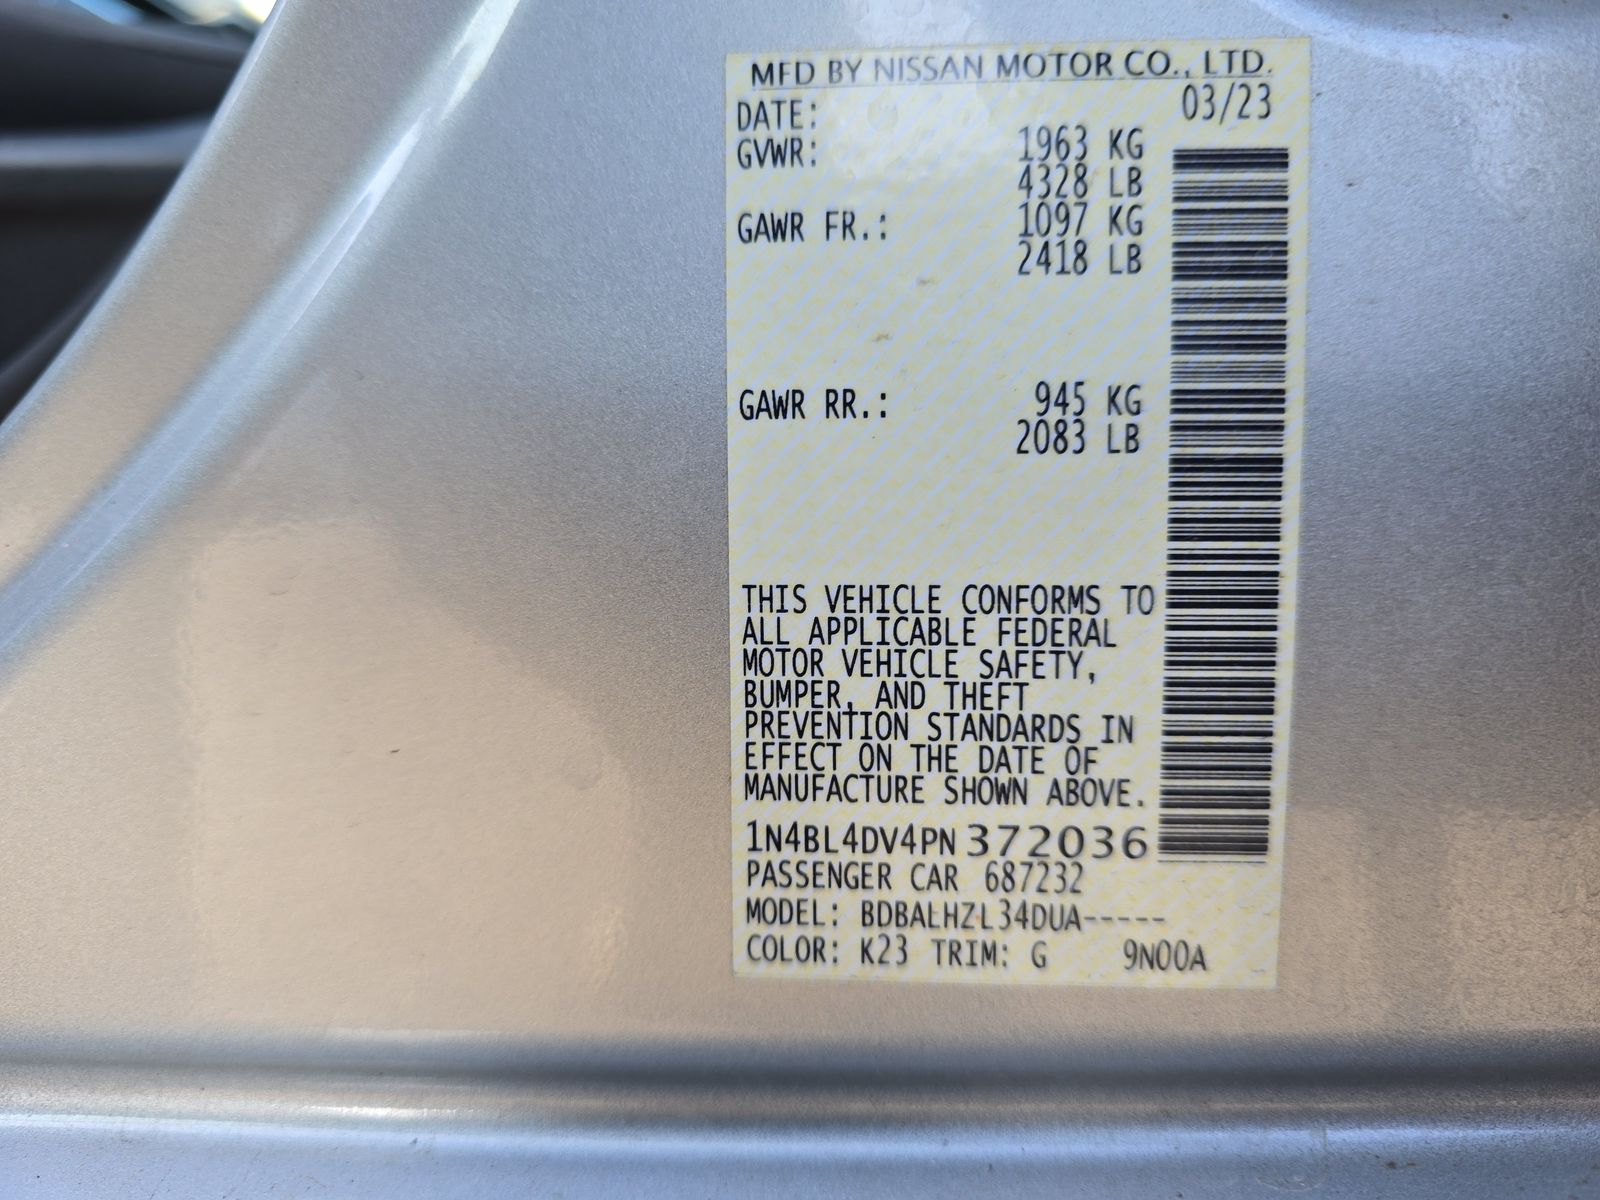 MFD BY NISSAN MOTOR CO., LTD.
DATE: 03/23
GVWR: 1963 KG
4328 LB
GAWR FR.: 1097 KG
2418 LB
GAWR RR.: 945 KG
2083 LB
THIS VEHICLE CONFORMS TO
ALL APPLICABLE FEDERAL
MOTOR VEHICLE SAFETY,
BUMPER, AND THEFT
PREVENTION STANDARDS IN
EFFECT ON THE DATE OF
MANUFACTURE SHOWN ABOVE.
1N4BL4DV4PN372036
PASSENGER CAR 687232
MODEL: BDBALHZL34DUA-----
COLOR: K23 TRIM: G 9N00A